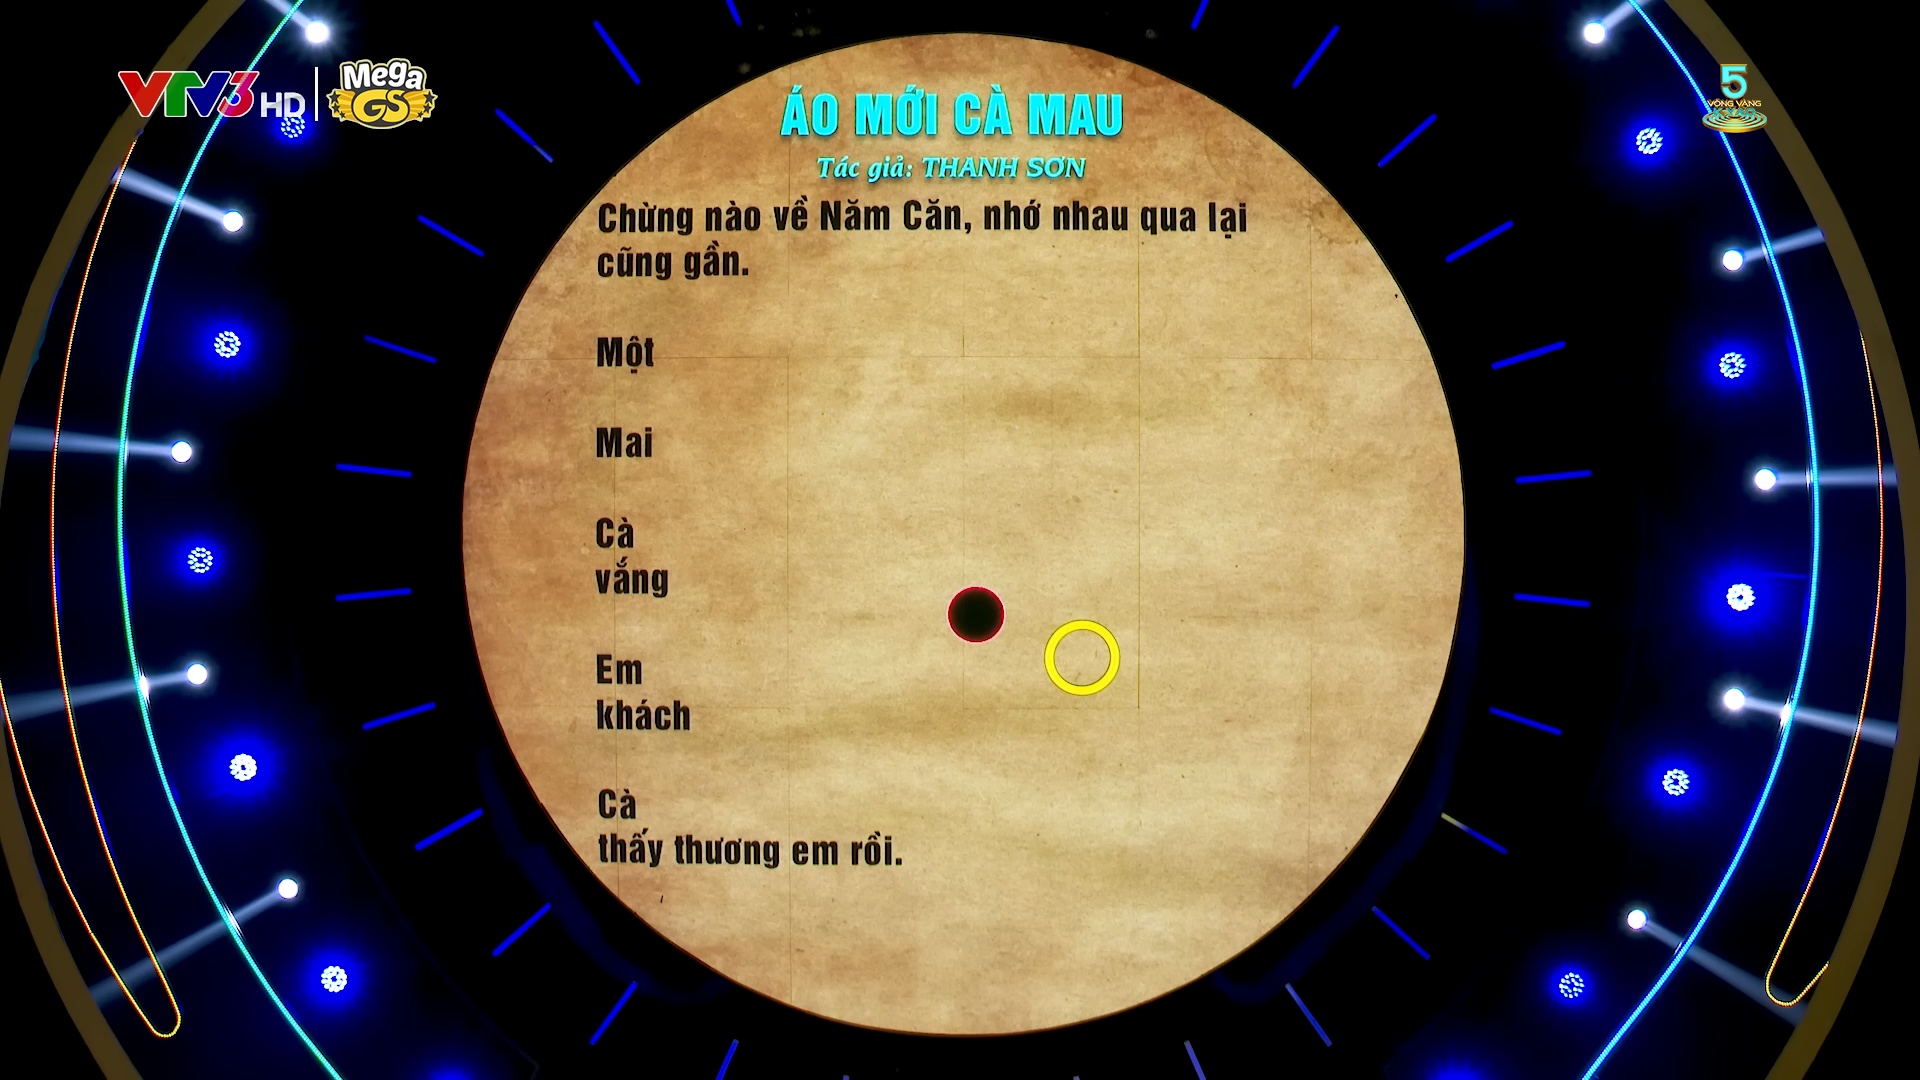 VTV3 HD
Mega GS
5
VÒNG VÀNG
ÁO MỚI CÀ MAU
Tác giả: THANH SƠN
Chừng nào về Năm Căn, nhớ nhau qua lại
cũng gần.
Một
Mai
Cà
vắng
Em
khách
Cà
thấy thương em rồi.